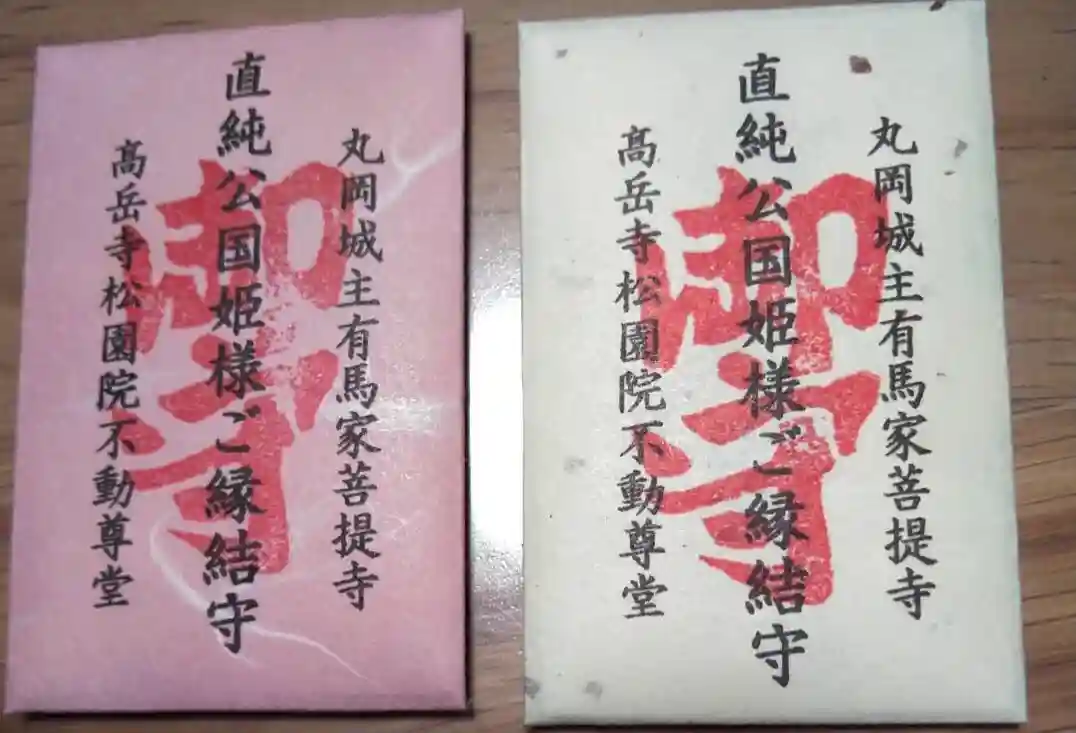 丸岡城主有馬家菩提寺
直純公国姫様ご縁結守
髙岳寺松園院不動尊堂
御守
丸岡城主有馬家菩提寺
直純公国姫様ご縁結守
髙岳寺松園院不動尊堂
御守